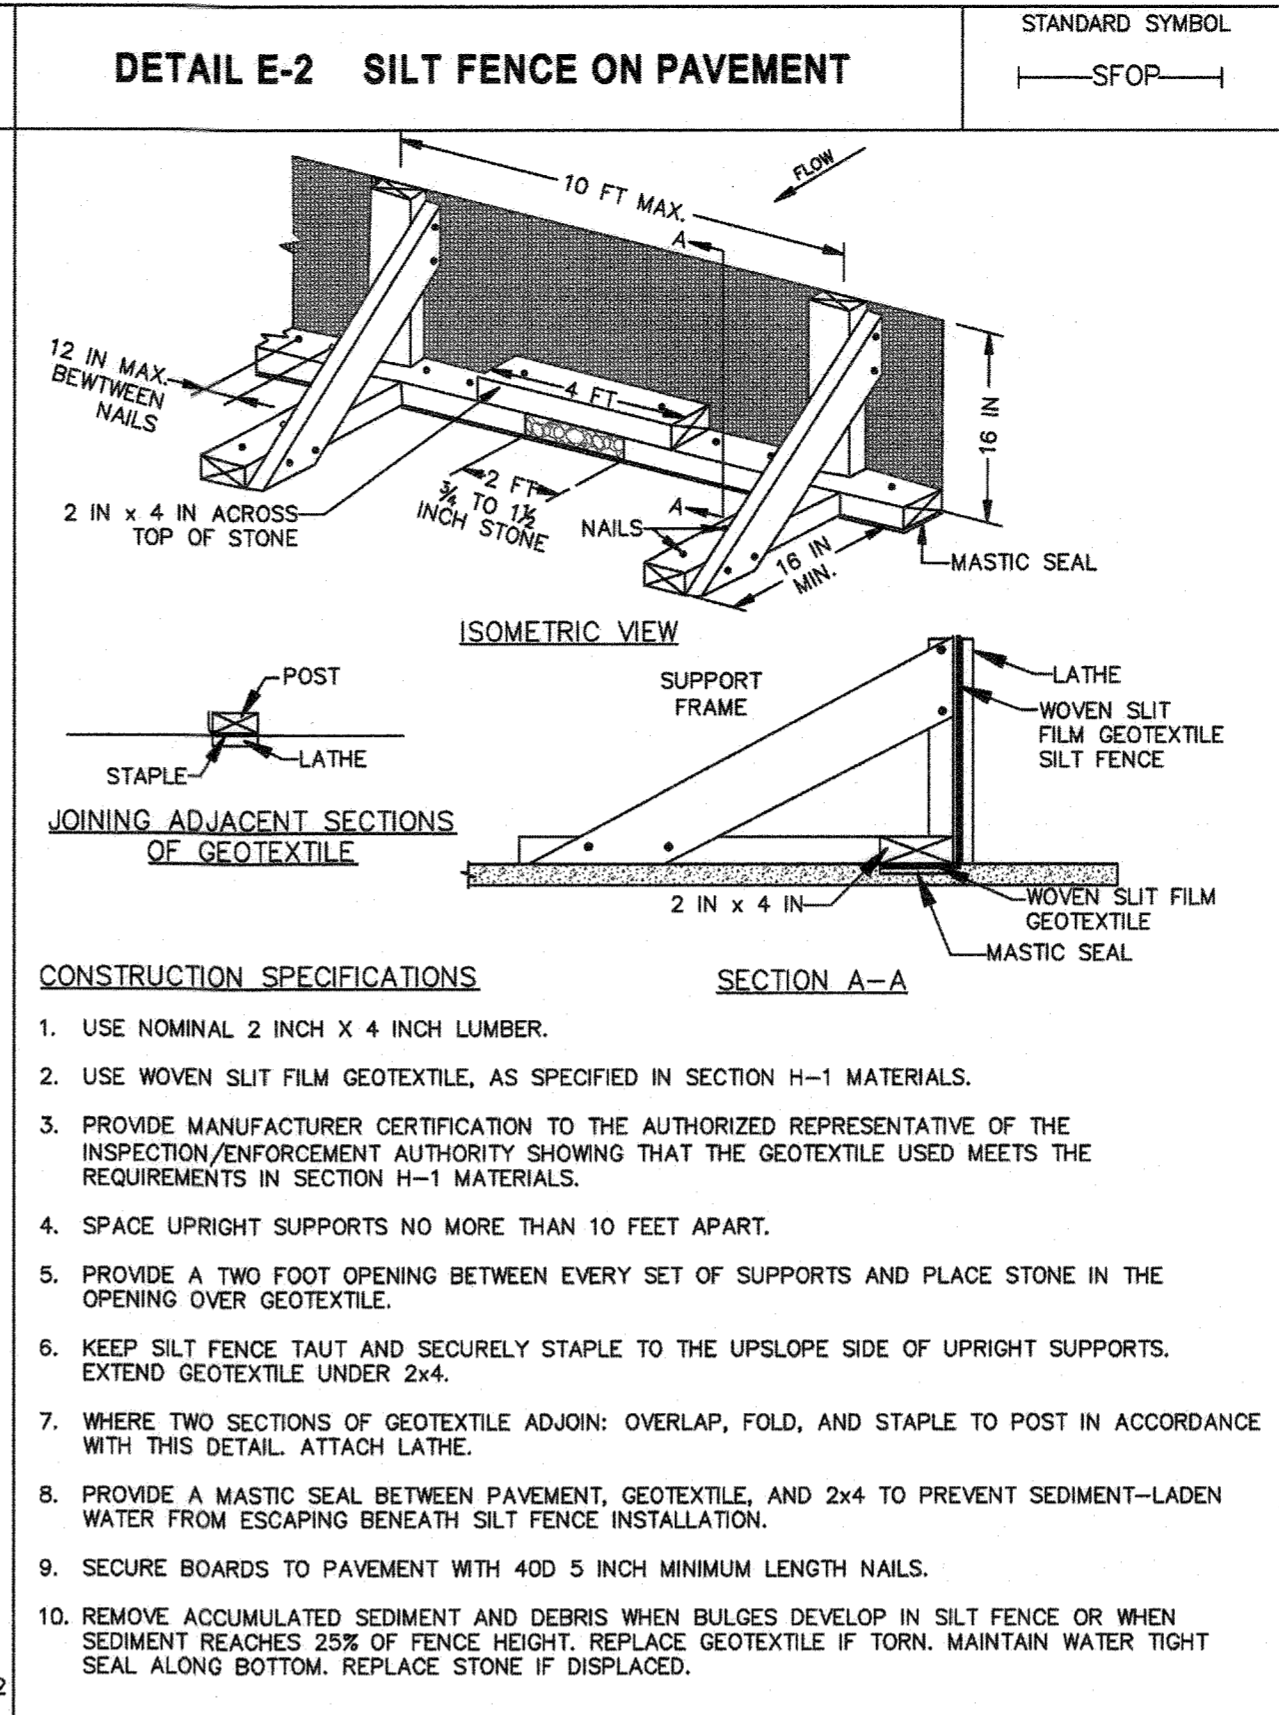 DETAIL E-2 SILT FENCE ON PAVEMENT
STANDARD SYMBOL
SFOP
FLOW
10 FT MAX.
A
12 IN MAX.
BEWTWEEN
NAILS
4 FT
16 IN
2 FT
¾ TO 1½
INCH STONE
A
2 IN x 4 IN ACROSS
TOP OF STONE
NAILS
16 IN
MIN.
MASTIC SEAL
ISOMETRIC VIEW
POST
LATHE
STAPLE
JOINING ADJACENT SECTIONS
OF GEOTEXTILE
SUPPORT
FRAME
LATHE
WOVEN SLIT
FILM GEOTEXTILE
SILT FENCE
2 IN x 4 IN
WOVEN SLIT FILM
GEOTEXTILE
MASTIC SEAL
SECTION A-A
CONSTRUCTION SPECIFICATIONS
1. USE NOMINAL 2 INCH X 4 INCH LUMBER.
2. USE WOVEN SLIT FILM GEOTEXTILE, AS SPECIFIED IN SECTION H-1 MATERIALS.
3. PROVIDE MANUFACTURER CERTIFICATION TO THE AUTHORIZED REPRESENTATIVE OF THE
INSPECTION/ENFORCEMENT AUTHORITY SHOWING THAT THE GEOTEXTILE USED MEETS THE
REQUIREMENTS IN SECTION H-1 MATERIALS.
4. SPACE UPRIGHT SUPPORTS NO MORE THAN 10 FEET APART.
5. PROVIDE A TWO FOOT OPENING BETWEEN EVERY SET OF SUPPORTS AND PLACE STONE IN THE
OPENING OVER GEOTEXTILE.
6. KEEP SILT FENCE TAUT AND SECURELY STAPLE TO THE UPSLOPE SIDE OF UPRIGHT SUPPORTS.
EXTEND GEOTEXTILE UNDER 2x4.
7. WHERE TWO SECTIONS OF GEOTEXTILE ADJOIN: OVERLAP, FOLD, AND STAPLE TO POST IN ACCORDANCE
WITH THIS DETAIL. ATTACH LATHE.
8. PROVIDE A MASTIC SEAL BETWEEN PAVEMENT, GEOTEXTILE, AND 2x4 TO PREVENT SEDIMENT-LADEN
WATER FROM ESCAPING BENEATH SILT FENCE INSTALLATION.
9. SECURE BOARDS TO PAVEMENT WITH 40D 5 INCH MINIMUM LENGTH NAILS.
10. REMOVE ACCUMULATED SEDIMENT AND DEBRIS WHEN BULGES DEVELOP IN SILT FENCE OR WHEN
SEDIMENT REACHES 25% OF FENCE HEIGHT. REPLACE GEOTEXTILE IF TORN. MAINTAIN WATER TIGHT
SEAL ALONG BOTTOM. REPLACE STONE IF DISPLACED.
2